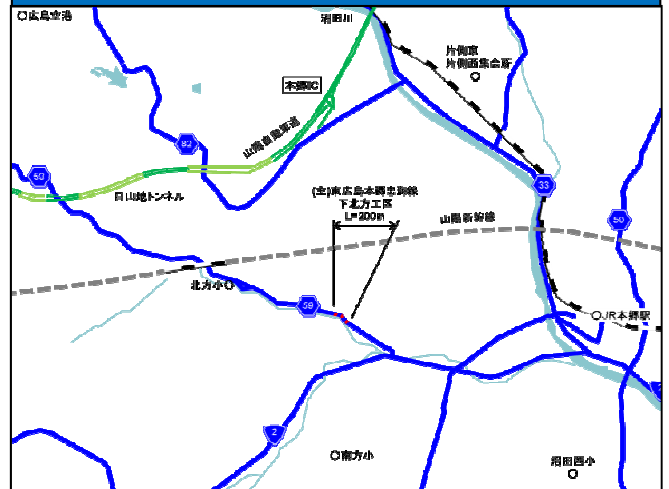 広島空港
沼田川
片側東
片側西集会所
本郷IC
山陽自動車道
82
59
日山地トンネル
33
50
(主)東広島本郷忠海線
下北方工区
L=200m
山陽新幹線
北方小
59
JR本郷駅
2
南方小
沼田西小